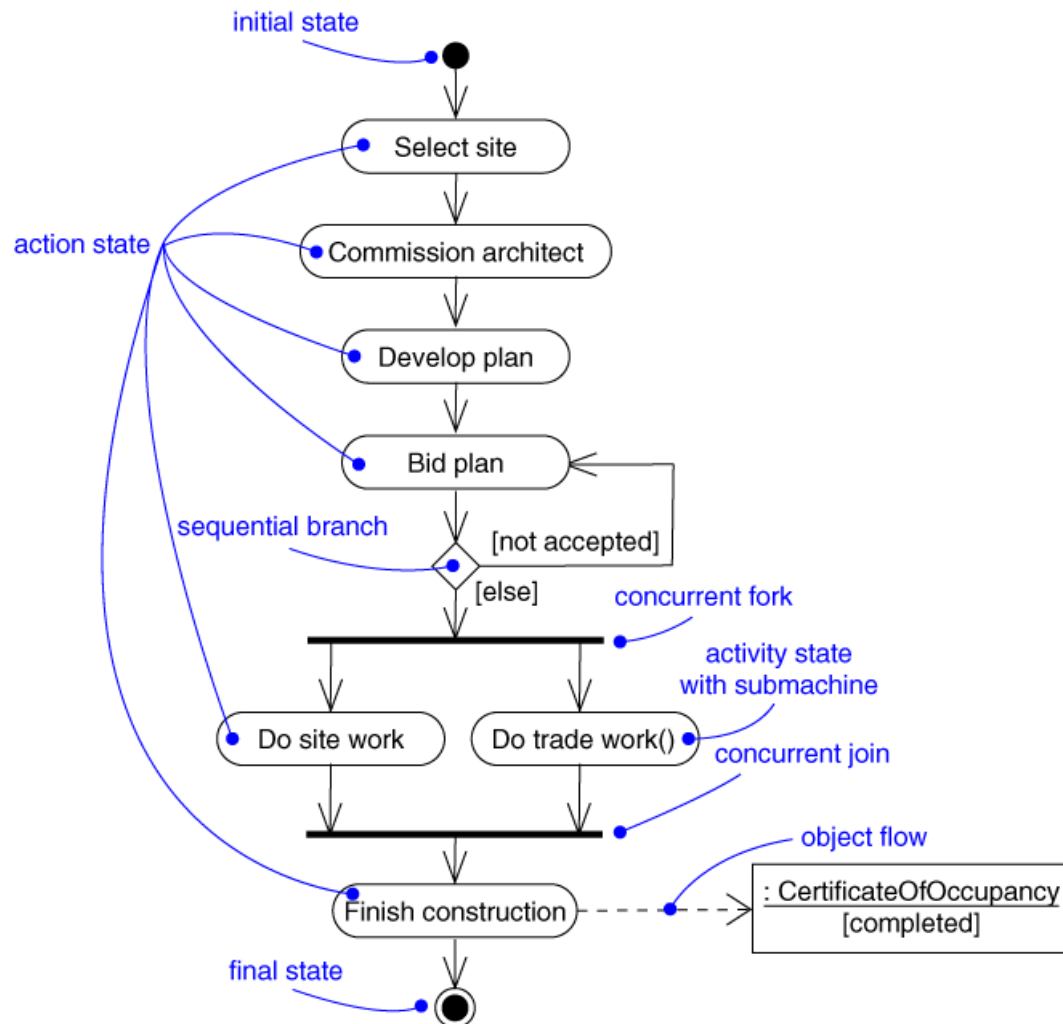 initial state
Select site
action state
Commission architect
Develop plan
Bid plan
sequential branch
[not accepted]
[else]
concurrent fork
activity state
with submachine
Do site work
Do trade work()
concurrent join
object flow
: CertificateOfOccupancy
[completed]
Finish construction
final state